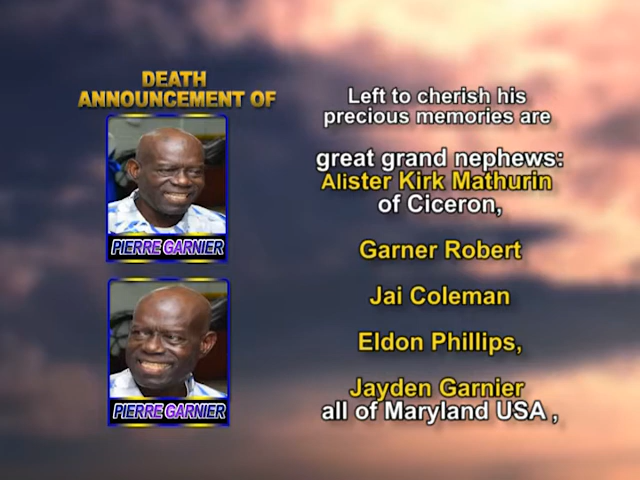 DEATH
ANNOUNCEMENT OF
PIERRE GARNIER
PIERRE GARNIER
Left to cherish his
precious memories are
great grand nephews:
Alister Kirk Mathurin
of Ciceron,
Garner Robert
Jai Coleman
Eldon Phillips,
Jayden Garnier
all of Maryland USA ,